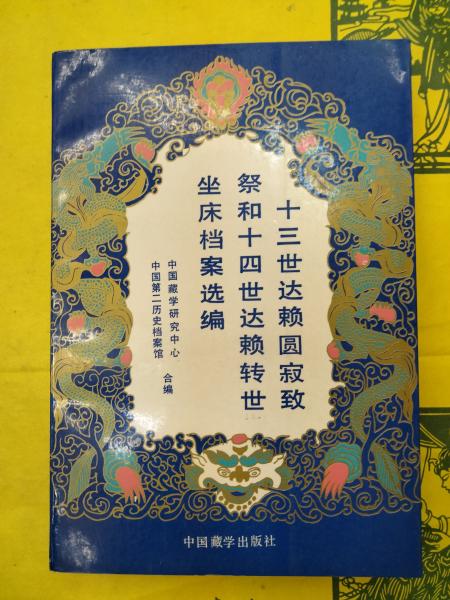 十三世达赖圆寂致
祭和十四世达赖转世
坐床档案选编
中国藏学研究中心
中国第二历史档案馆
合编
中国藏学出版社